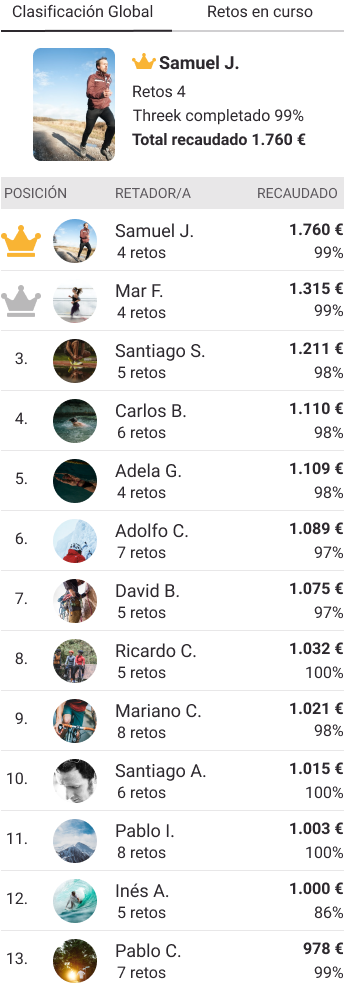 Clasificación Global Retos en curso
Samuel J.
Retos 4
Threek completado 99%
Total recaudado 1.760 €
POSICIÓN RETADOR/A RECAUDADO
Samuel J. 1.760 €
4 retos 99%
Mar F. 1.315 €
4 retos 99%
3. Santiago S. 1.211 €
5 retos 98%
4. Carlos B. 1.110 €
6 retos 98%
5. Adela G. 1.109 €
4 retos 98%
6. Adolfo C. 1.089 €
7 retos 97%
7. David B. 1.075 €
5 retos 97%
8. Ricardo C. 1.032 €
5 retos 100%
9. Mariano C. 1.021 €
8 retos 98%
10. Santiago A. 1.015 €
6 retos 100%
11. Pablo I. 1.003 €
8 retos 100%
12. Inés A. 1.000 €
5 retos 86%
13. Pablo C. 978 €
7 retos 99%